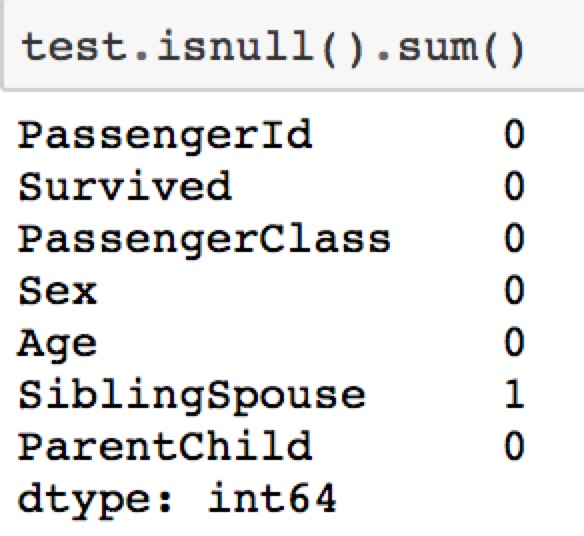 test.isnull().sum()
PassengerId 0
Survived 0
PassengerClass 0
Sex 0
Age 0
SiblingSpouse 1
ParentChild 0
dtype: int64